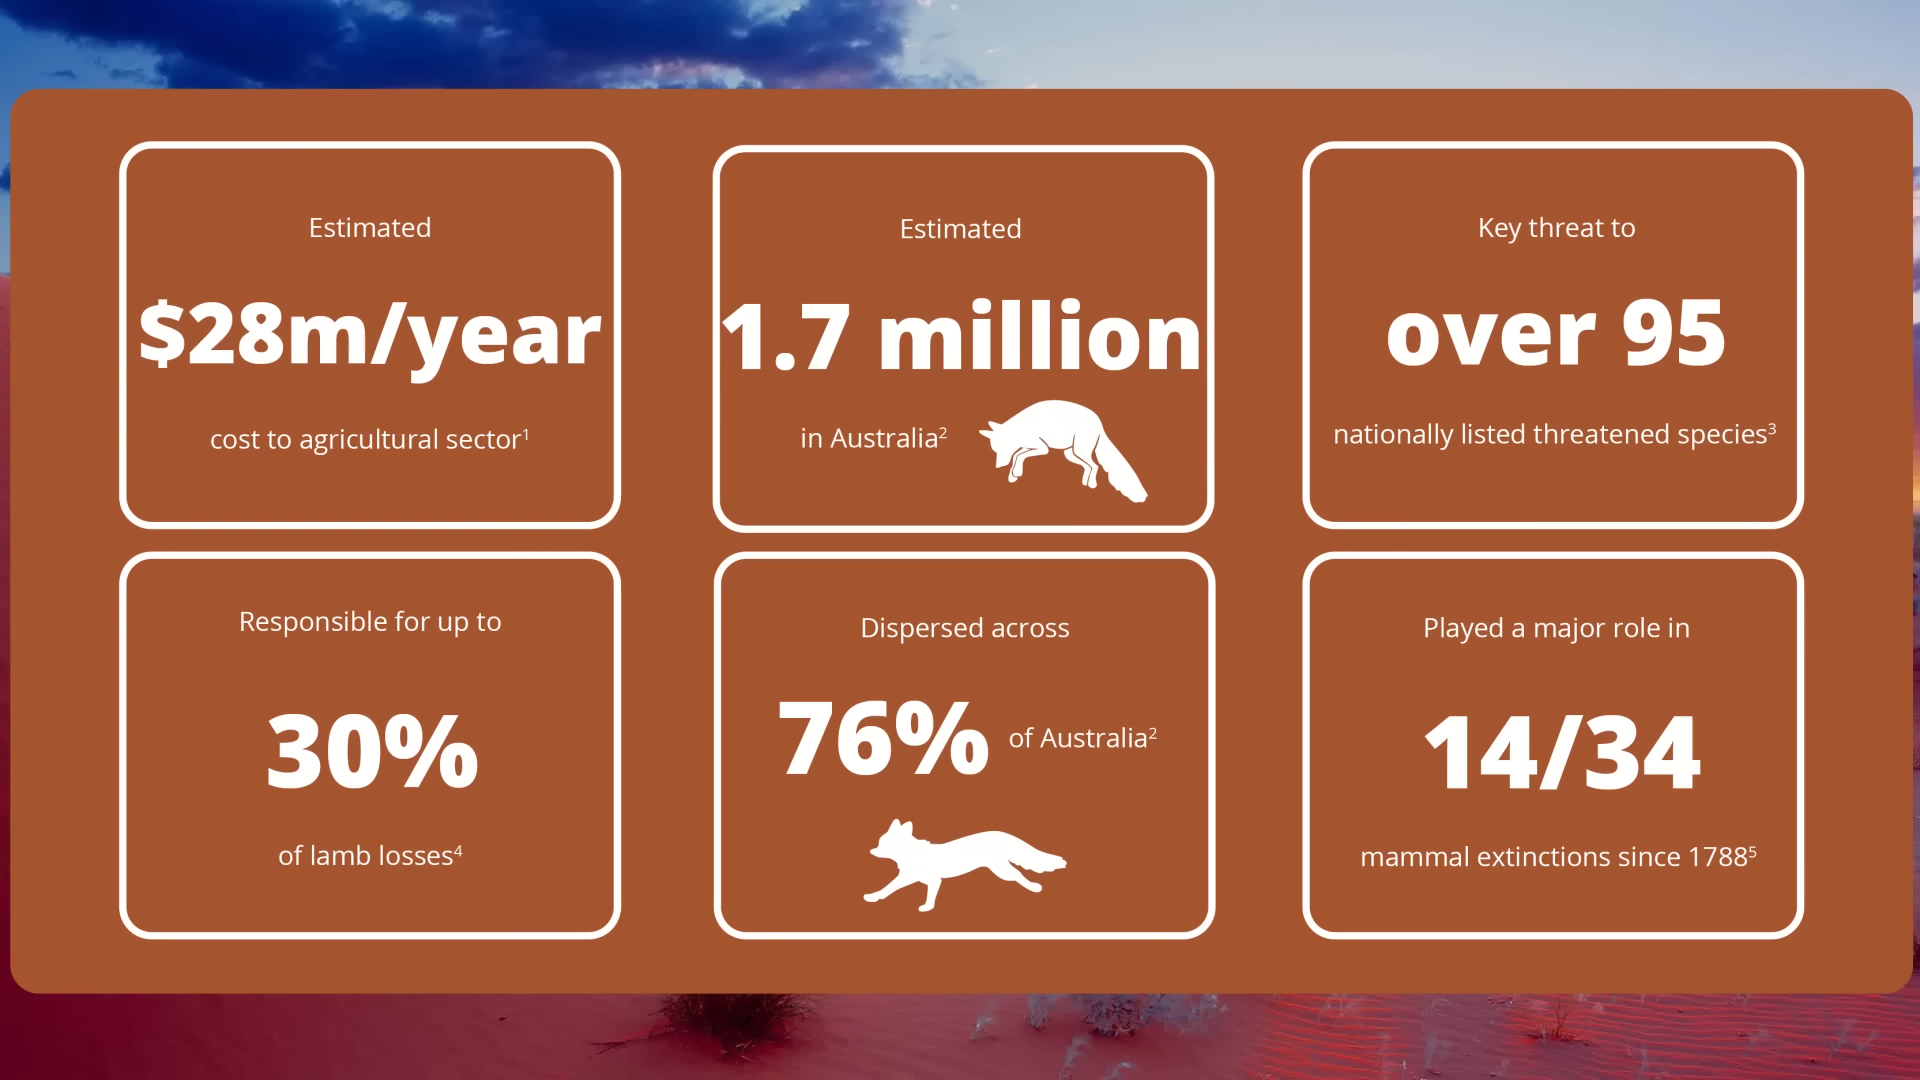 Estimated
$28m/year
cost to agricultural sector¹
Estimated
1.7 million
in Australia²
Key threat to
over 95
nationally listed threatened species³
Responsible for up to
30%
of lamb losses⁴
Dispersed across
76% of Australia²
Played a major role in
14/34
mammal extinctions since 1788⁵